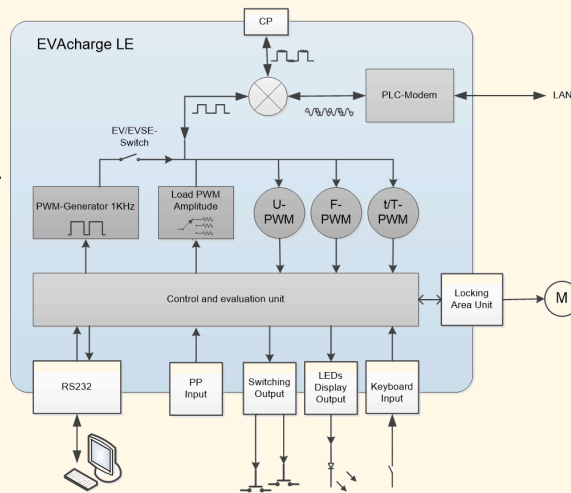 CP
EVAcharge LE
PLC-Modem
LAN
EV/EVSE-
Switch
PWM-Generator 1KHz
Load PWM
Amplitude
U-
PWM
F-
PWM
t/T-
PWM
Control and evaluation unit
Locking
Area Unit
M
RS232
PP
Input
Switching
Output
LEDs
Display
Output
Keyboard
Input